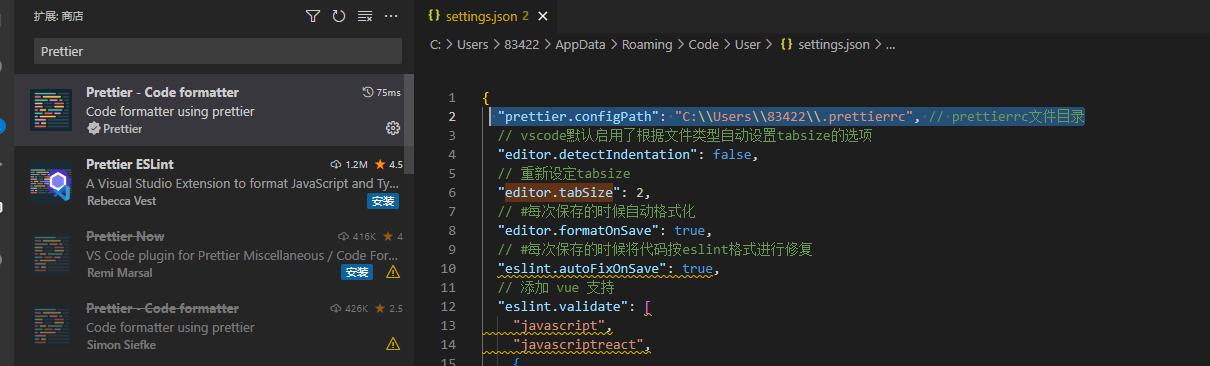 扩展: 商店
Prettier
Prettier - Code formatter 75ms
Code formatter using prettier
Prettier
Prettier ESLint 1.2M 4.5
A Visual Studio Extension to format JavaScript and Ty...
Rebecca Vest 安装
Prettier Now 416K 4
VS Code plugin for Prettier Miscellaneous / Code For...
Remi Marsal 安装
Prettier - Code formatter 426K 2.5
Code formatter using prettier
Simon Siefke
{} settings.json 2
C: > Users > 83422 > AppData > Roaming > Code > User > {} settings.json > ...
1 {
2 "prettier.configPath": "C:\\Users\\83422\\.prettierrc", // prettierrc文件目录
3 // vscode默认启用了根据文件类型自动设置tabsize的选项
4 "editor.detectIndentation": false,
5 // 重新设定tabsize
6 "editor.tabSize": 2,
7 // #每次保存的时候自动格式化
8 "editor.formatOnSave": true,
9 // #每次保存的时候将代码按eslint格式进行修复
10 "eslint.autoFixOnSave": true,
11 // 添加 vue 支持
12 "eslint.validate": [
13 "javascript",
14 "javascriptreact",
15 {